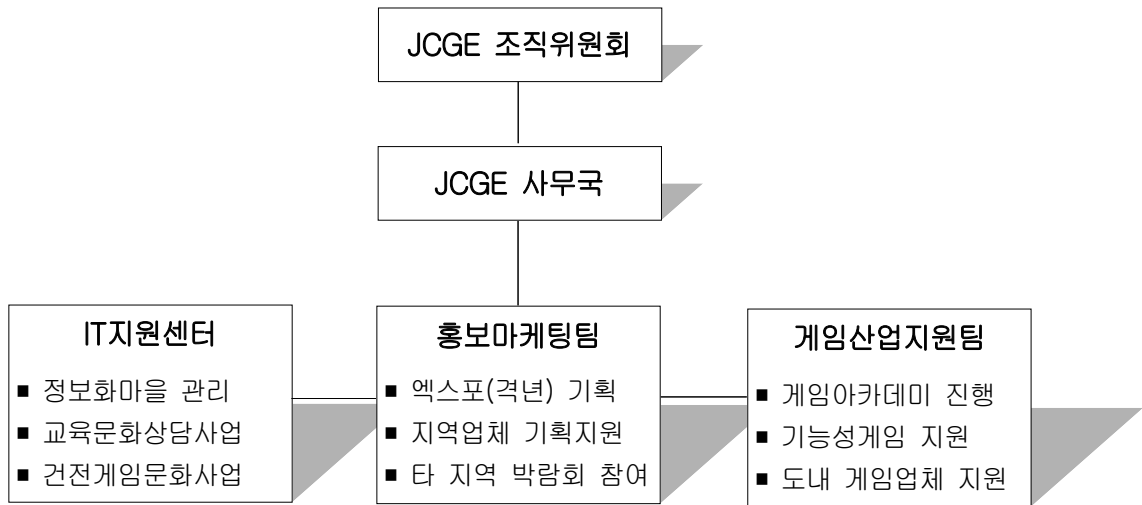 JCGE 조직위원회
JCGE 사무국
IT지원센터
■ 정보화마을 관리
■ 교육문화상담사업
■ 건전게임문화사업
홍보마케팅팀
■ 엑스포(격년) 기획
■ 지역업체 기획지원
■ 타 지역 박람회 참여
게임산업지원팀
■ 게임아카데미 진행
■ 기능성게임 지원
■ 도내 게임업체 지원